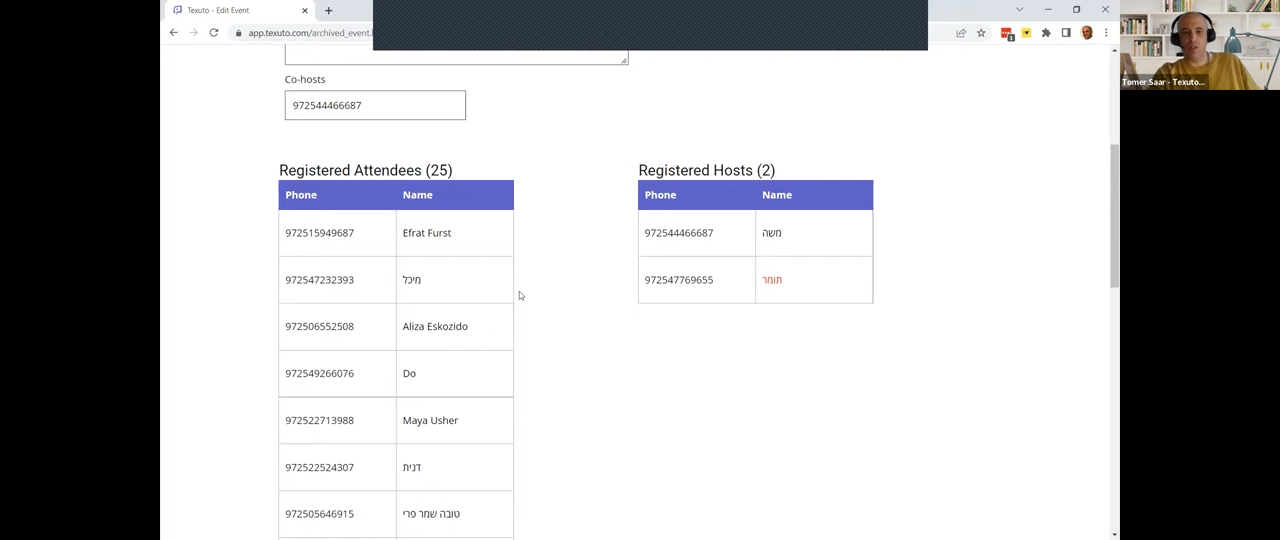 Texuto - Edit Event
app.texuto.com/archived_event.
3
Tomer Saar - Texuto...
Co-hosts
972544466687
Registered Attendees (25)
Phone Name
972515949687 Efrat Furst
972547232393 מיכל
972506552508 Aliza Eskozido
972549266076 Do
972522713988 Maya Usher
972522524307 דנית
972505646915 טובה שמר פרי
Registered Hosts (2)
Phone Name
972544466687 משה
972547769655 תומר